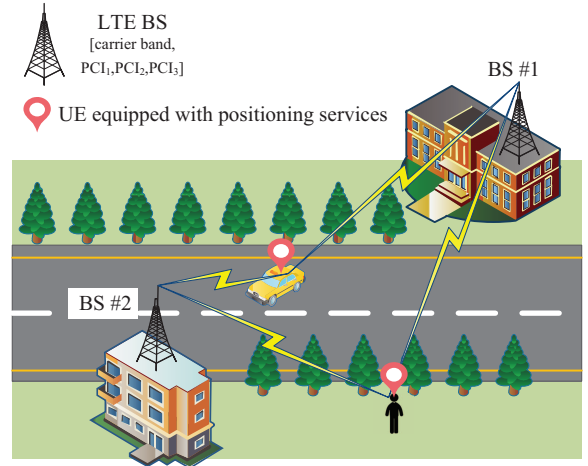 LTE BS
[carrier band,
PCI₁,PCI₂,PCI₃]
UE equipped with positioning services
BS #1
BS #2